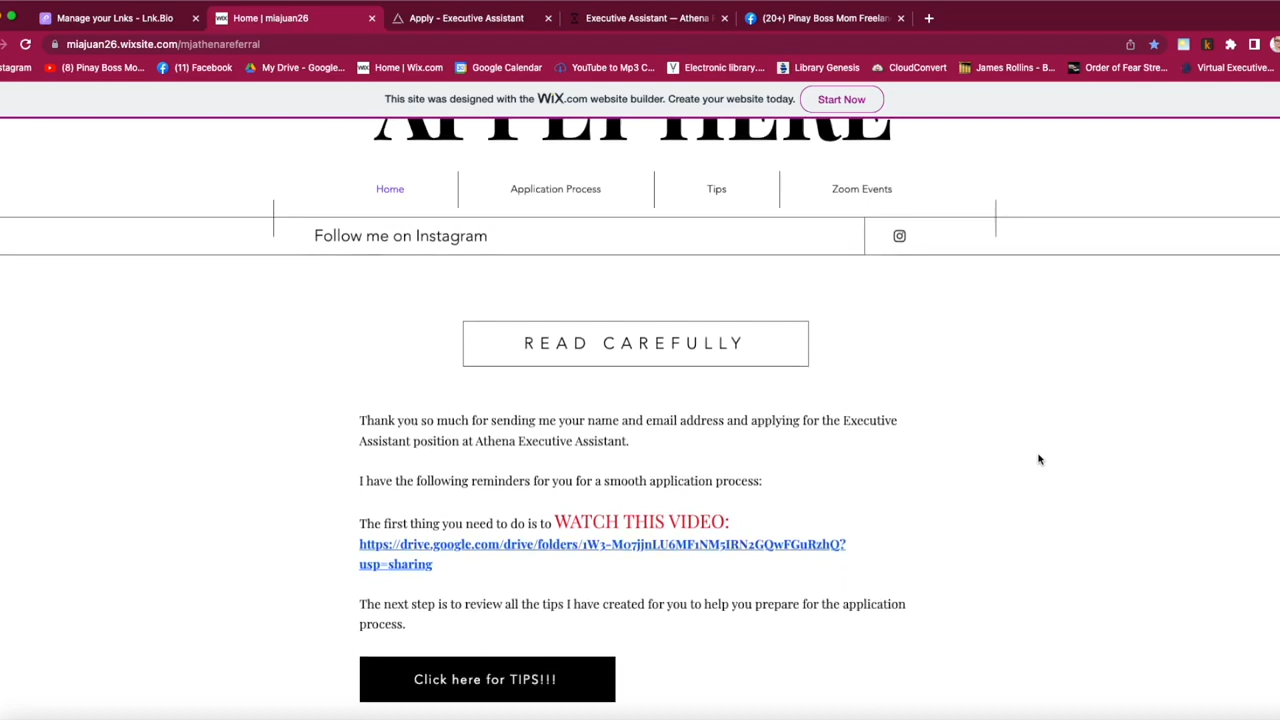 Manage your Lnks - Lnk.Bio
Home | miajuan26
Apply - Executive Assistant
Executive Assistant — Athena
(20+) Pinay Boss Mom Freelan
miajuan26.wixsite.com/mjathenareferral
stagram
(8) Pinay Boss Mo...
(11) Facebook
My Drive - Google...
Home | Wix.com
Google Calendar
YouTube to Mp3 C...
Electronic library....
Library Genesis
CloudConvert
James Rollins - B...
Order of Fear Stre...
Virtual Executive...
This site was designed with the WiX.com website builder. Create your website today.
Start Now
APPLY HERE
Home
Application Process
Tips
Zoom Events
Follow me on Instagram
READ CAREFULLY
Thank you so much for sending me your name and email address and applying for the Executive
Assistant position at Athena Executive Assistant.
I have the following reminders for you for a smooth application process:
The first thing you need to do is to WATCH THIS VIDEO:
https://drive.google.com/drive/folders/1W3-M07jjnLU6MF1NM5IRN2GQwFGuRzhQ?
usp=sharing
The next step is to review all the tips I have created for you to help you prepare for the application
process.
Click here for TIPS!!!